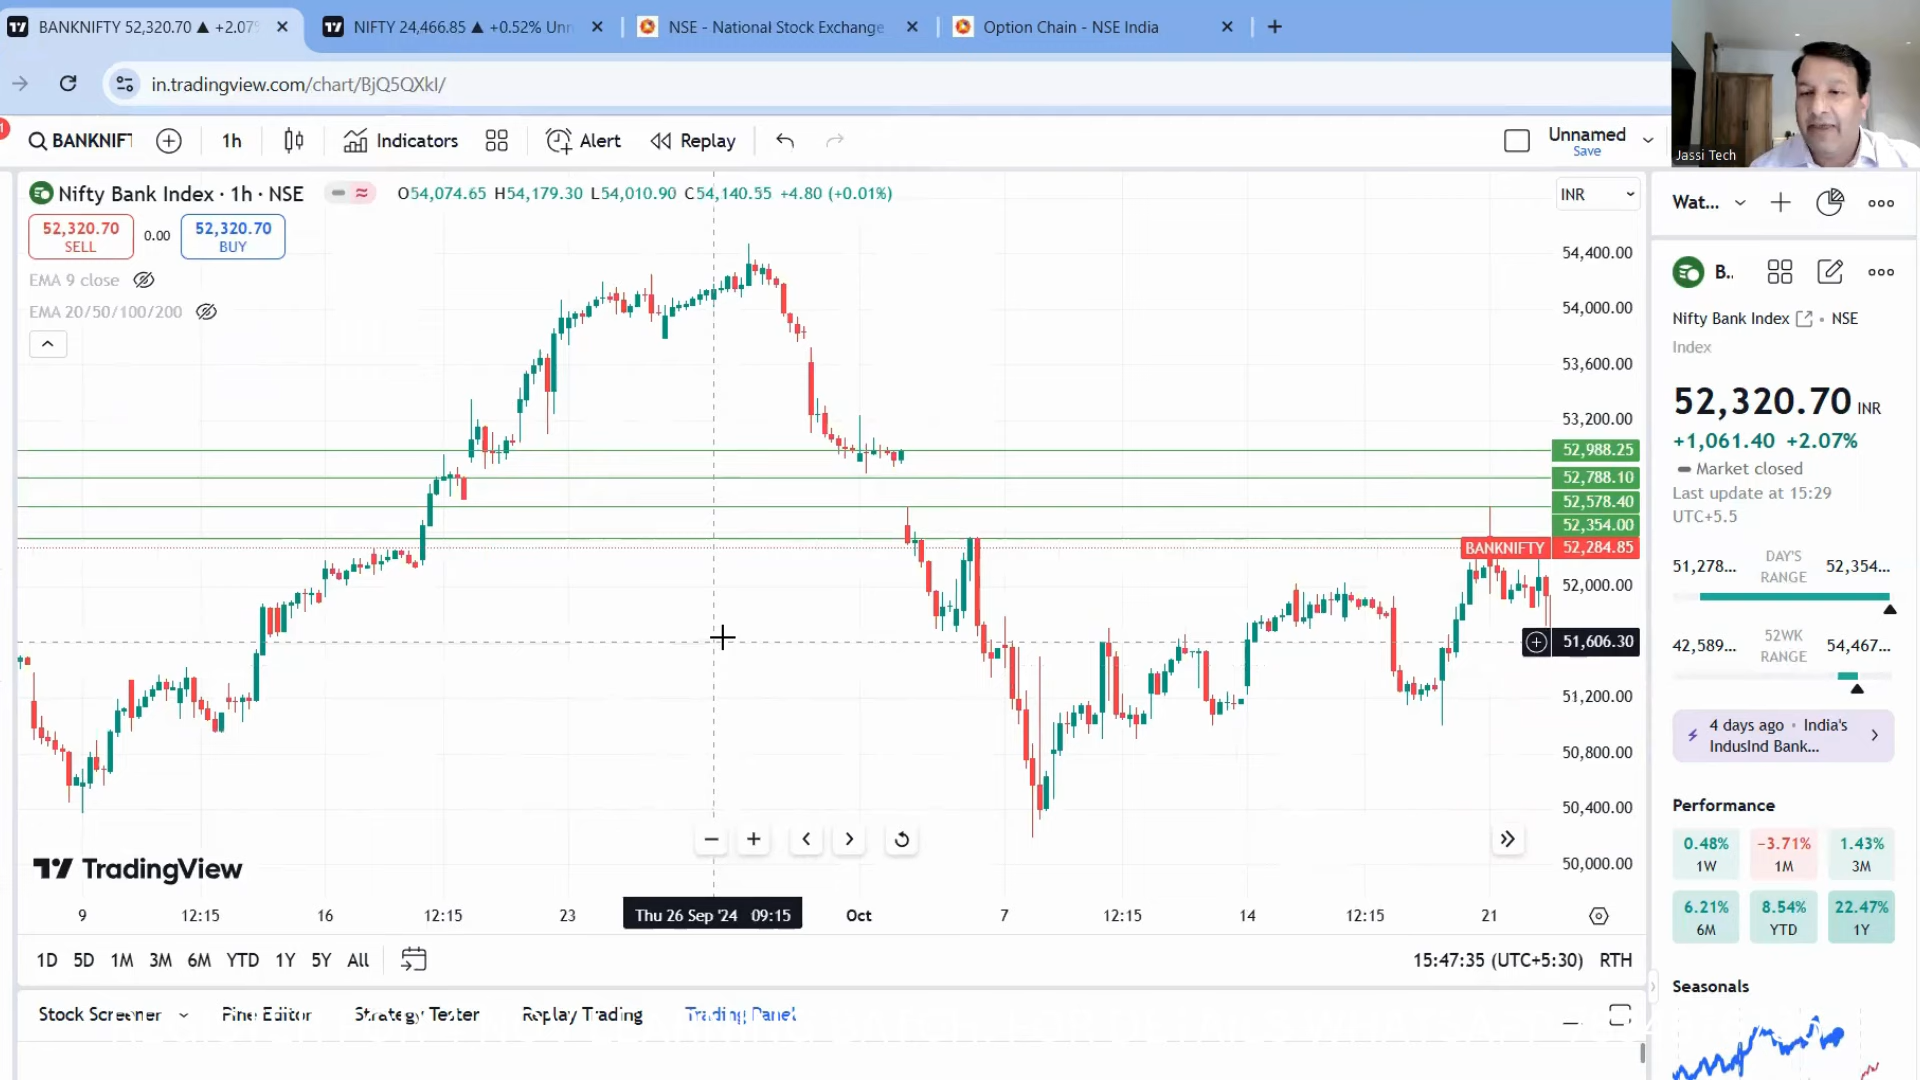 BANKNIFTY 52,320.70 ▲ +2.07
NIFTY 24,466.85 ▲ +0.52% Unn
NSE - National Stock Exchange
Option Chain - NSE India
in.tradingview.com/chart/BjQ5QXkI/
BANKNIFT
1h
Indicators
Alert
Replay
Unnamed
Save
Jassi Tech
Nifty Bank Index · 1h · NSE
O54,074.65 H54,179.30 L54,010.90 C54,140.55 +4.80 (+0.01%)
INR
52,320.70
SELL
0.00
52,320.70
BUY
EMA 9 close
EMA 20/50/100/200
54,400.00
54,000.00
53,600.00
53,200.00
52,988.25
52,788.10
52,578.40
52,354.00
BANKNIFTY 52,284.85
52,000.00
51,606.30
51,200.00
50,800.00
50,400.00
50,000.00
TradingView
9
12:15
16
12:15
23
Thu 26 Sep '24 09:15
Oct
7
12:15
14
12:15
21
1D 5D 1M 3M 6M YTD 1Y 5Y All
15:47:35 (UTC+5:30) RTH
Stock Screener
Pine Editor
Strategy Tester
Replay Trading
Trading Panel
Wat...
B..
Nifty Bank Index • NSE
Index
52,320.70 INR
+1,061.40 +2.07%
Market closed
Last update at 15:29
UTC+5.5
51,278...
DAY'S
RANGE
52,354...
42,589...
52WK
RANGE
54,467...
4 days ago • India's
IndusInd Bank...
Performance
0.48%
1W
−3.71%
1M
1.43%
3M
6.21%
6M
8.54%
YTD
22.47%
1Y
Seasonals